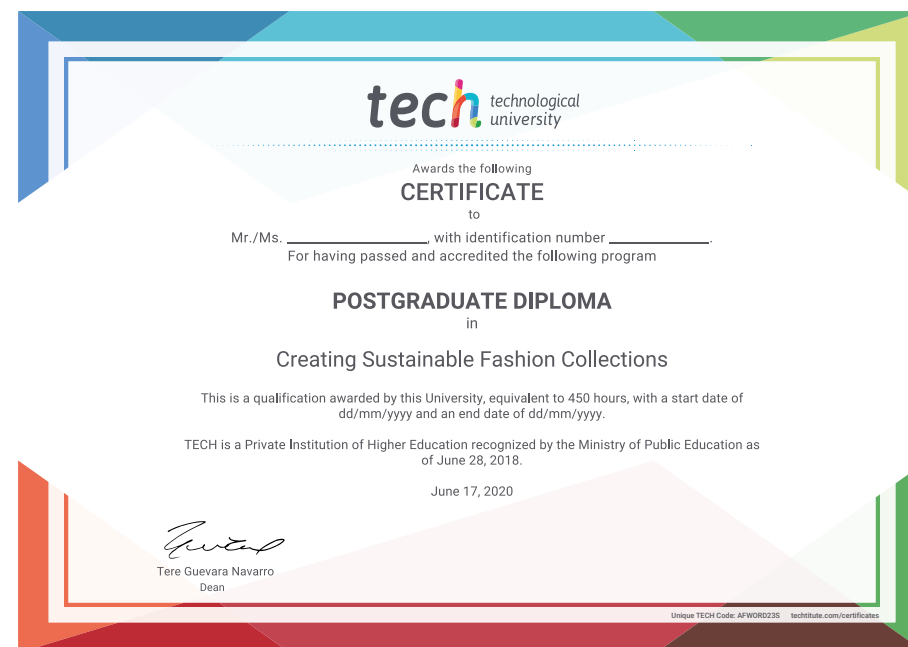 tech technological
university
Awards the following
CERTIFICATE
to
Mr./Ms. ____________________, with identification number ______________.
For having passed and accredited the following program
POSTGRADUATE DIPLOMA
in
Creating Sustainable Fashion Collections
This is a qualification awarded by this University, equivalent to 450 hours, with a start date of
dd/mm/yyyy and an end date of dd/mm/yyyy.
TECH is a Private Institution of Higher Education recognized by the Ministry of Public Education as
of June 28, 2018.
June 17, 2020
Tere Guevara Navarro
Dean
Unique TECH Code: AFWORD23S techtitute.com/certificates